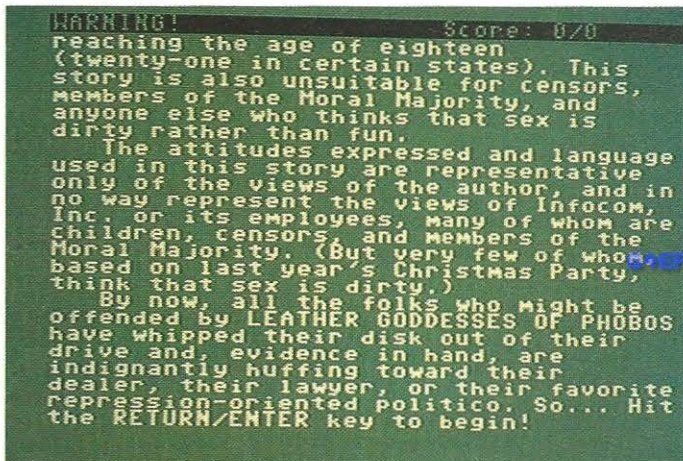 WARNING! Score: 0/0
reaching the age of eighteen
(twenty-one in certain states). This
story is also unsuitable for censors,
members of the Moral Majority, and
anyone else who thinks that sex is
dirty rather than fun.
The attitudes expressed and language
used in this story are representative
only of the views of the author, and in
no way represent the views of Infocom,
Inc. or its employees, many of whom are
children, censors, and members of the
Moral Majority. (But very few of whom,
based on last year's Christmas Party,
think that sex is dirty.)
By now, all the folks who might be
offended by LEATHER GODDESSES OF PHOBOS
have whipped their disk out of their
drive and, evidence in hand, are
indignantly huffing toward their
dealer, their lawyer, or their favorite
repression-oriented politico. So... Hit
the RETURN/ENTER key to begin!